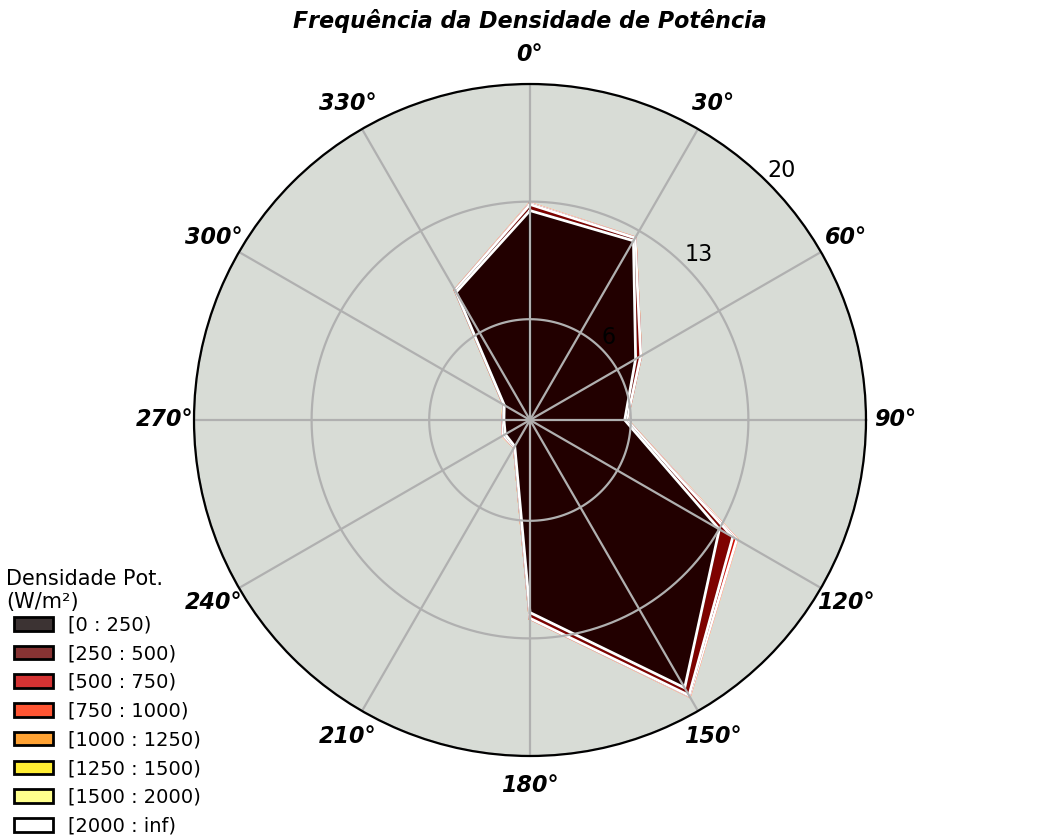 Frequência da Densidade de Potência
0°
330°
30°
20
300°
60°
13
6
270°
90°
240°
120°
210°
150°
180°
Densidade Pot.
(W/m²)
[0 : 250)
[250 : 500)
[500 : 750)
[750 : 1000)
[1000 : 1250)
[1250 : 1500)
[1500 : 2000)
[2000 : inf)